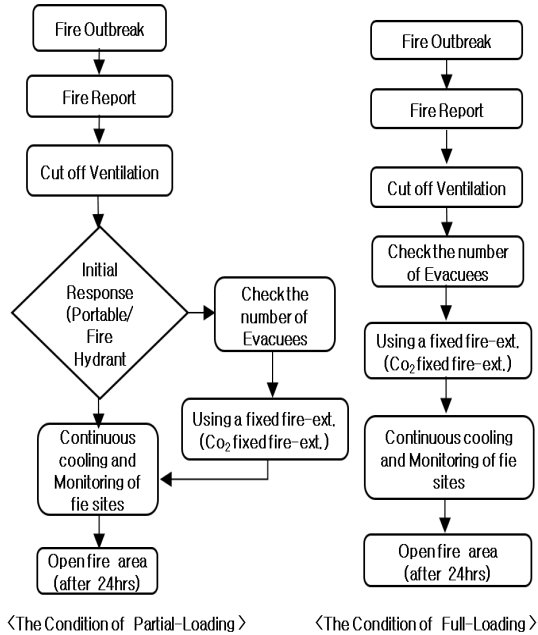 Fire Outbreak
Fire Report
Cut off Ventilation
Initial
Response
(Portable/
Fire
Hydrant
Check the
number of
Evacuees
Using a fixed fire-ext.
(Co₂ fixed fire-ext.)
Continuous
cooling and
Monitoring of
fie sites
Open fire area
(after 24hrs)
〈The Condition of Partial-Loading〉
Fire Outbreak
Fire Report
Cut off Ventilation
Check the number
of Evacuees
Using a fixed fire-ext.
(Co₂ fixed fire-ext.)
Continuous cooling
and Monitoring of fie
sites
Open fire area
(after 24hrs)
〈The Condition of Full-Loading〉